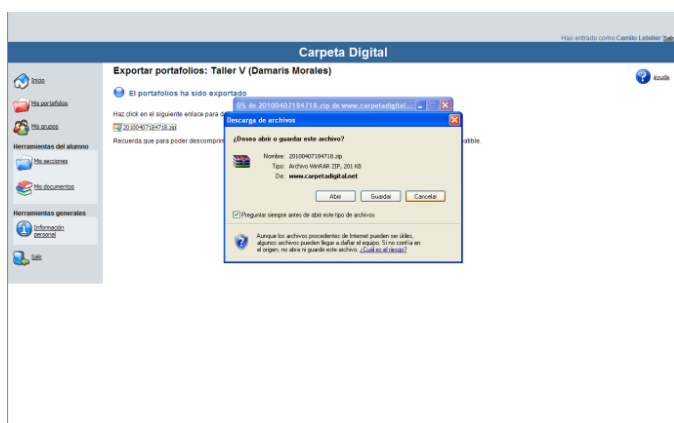 Has entrado como Camilo Letelier Salir
Carpeta Digital
Inicio
Mis portafolios
Mis grupos
Herramientas del alumno
Mis secciones
Mis documentos
Herramientas generales
Información
personal
Salir
Exportar portafolios: Taller V (Damaris Morales)
ayuda
El portafolios ha sido exportado
Haz click en el siguiente enlace para d
20100407184718.zip
Recuerda que para poder descomprim
atible.
0% de 20100407184718.zip de www.carpetadigital....
Descarga de archivos
¿Desea abrir o guardar este archivo?
Nombre: 20100407184718.zip
Tipo: Archivo WinRAR ZIP, 201 KB
De: www.carpetadigital.net
Abrir Guardar Cancelar
Preguntar siempre antes de abrir este tipo de archivos
Aunque los archivos procedentes de Internet pueden ser útiles,
algunos archivos pueden llegar a dañar el equipo. Si no confía en
el origen, no abra ni guarde este archivo. ¿Cuál es el riesgo?